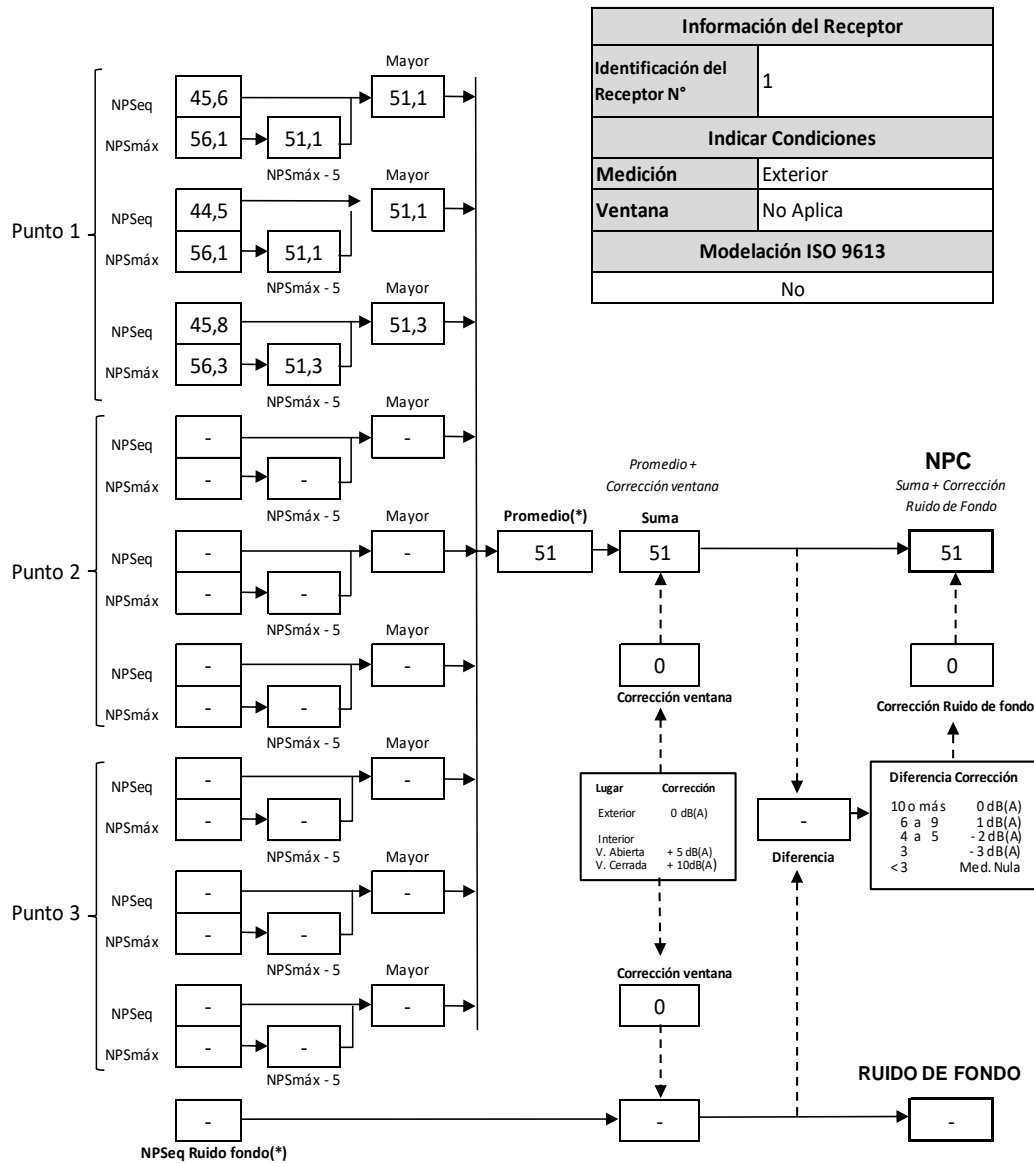 Información del Receptor
Identificación del
Receptor N°
1
Indicar Condiciones
Medición
Exterior
Ventana
No Aplica
Modelación ISO 9613
No
Punto 1
Mayor
NPSeq
45,6
51,1
NPSmáx
56,1
51,1
NPSmáx - 5
Mayor
NPSeq
44,5
51,1
NPSmáx
56,1
51,1
NPSmáx - 5
Mayor
NPSeq
45,8
51,3
NPSmáx
56,3
51,3
NPSmáx - 5
Punto 2
Mayor
NPSeq
-
-
NPSmáx
-
-
NPSmáx - 5
Mayor
NPSeq
-
-
NPSmáx
-
-
NPSmáx - 5
Mayor
NPSeq
-
-
NPSmáx
-
-
NPSmáx - 5
Punto 3
Mayor
NPSeq
-
-
NPSmáx
-
-
NPSmáx - 5
Mayor
NPSeq
-
-
NPSmáx
-
-
NPSmáx - 5
Mayor
NPSeq
-
-
NPSmáx
-
-
NPSmáx - 5
-
NPSeq Ruido fondo(*)
Promedio(*)
51
Promedio +
Corrección ventana
Suma
51
0
Corrección ventana
Lugar Corrección
Exterior 0 dB(A)
Interior
V. Abierta + 5 dB(A)
V. Cerrada + 10dB(A)
Corrección ventana
0
-
-
Diferencia
NPC
Suma + Corrección
Ruido de Fondo
51
0
Corrección Ruido de fondo
Diferencia Corrección
10 o más 0 dB(A)
6 a 9 1 dB(A)
4 a 5 - 2 dB(A)
3 - 3 dB(A)
< 3 Med. Nula
RUIDO DE FONDO
-